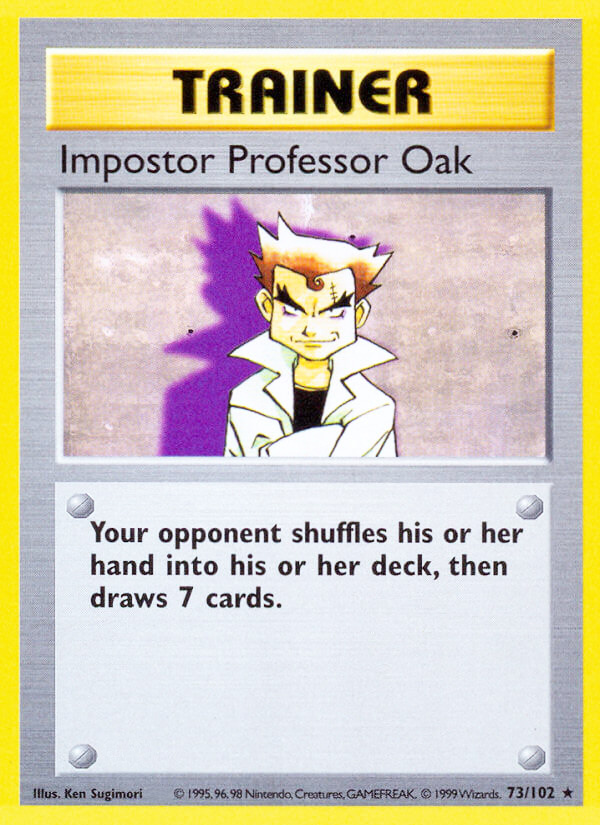 TRAINER
Impostor Professor Oak
Your opponent shuffles his or her
hand into his or her deck, then
draws 7 cards.
Illus. Ken Sugimori © 1995, 96, 98 Nintendo, Creatures, GAMEFREAK. © 1999 Wizards. 73/102 ★